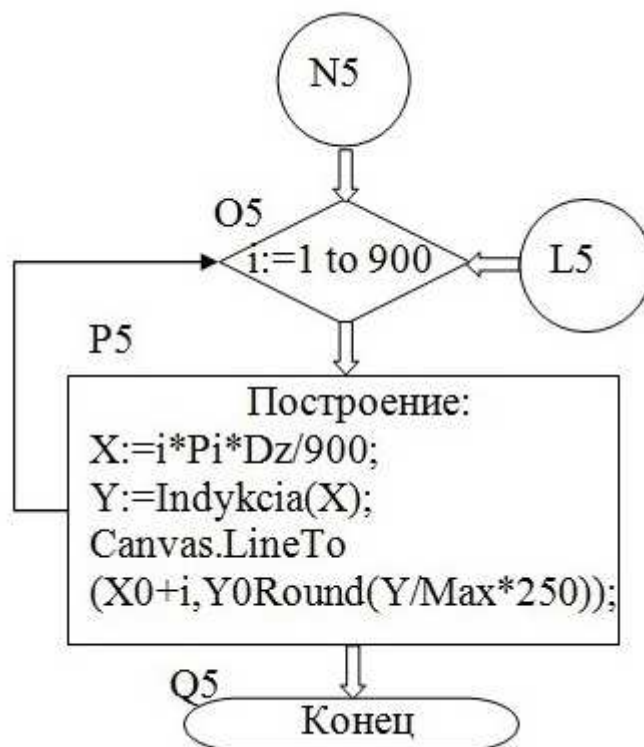 N5
O5
i:=1 to 900
L5
P5
Построение:
X:=i*Pi*Dz/900;
Y:=Indykcia(X);
Canvas.LineTo
(X0+i,Y0Round(Y/Max*250));
Q5
Конец